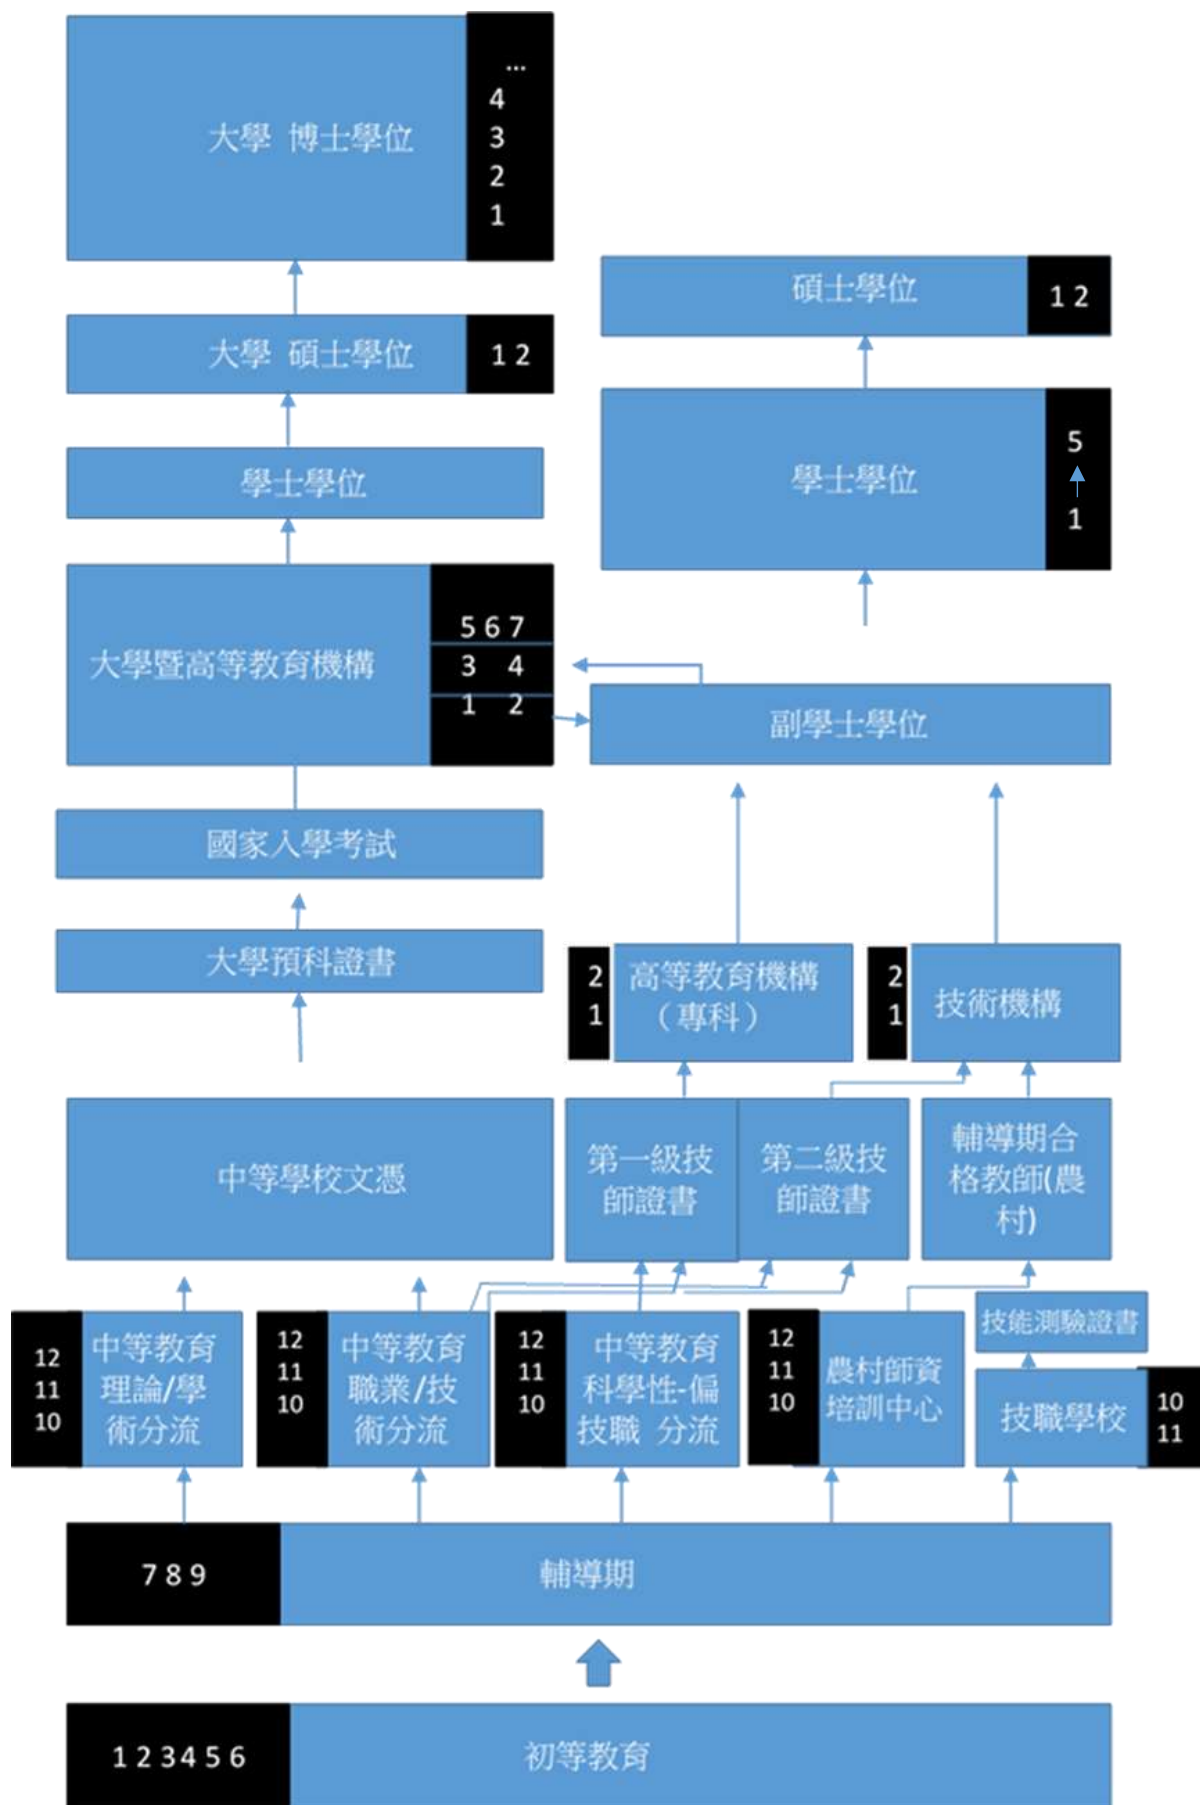 大學 博士學位
...
4
3
2
1
碩士學位
1 2
大學 碩士學位
1 2
學士學位
5
1
學士學位
大學暨高等教育機構
5 6 7
3 4
1 2
副學士學位
國家入學考試
大學預科證書
2
1
高等教育機構
（專科）
2
1
技術機構
中等學校文憑
第一級技
師證書
第二級技
師證書
輔導期合
格教師(農
村)
12
11
10
中等教育
理論/學
術分流
12
11
10
中等教育
職業/技
術分流
12
11
10
中等教育
科學性-偏
技職 分流
12
11
10
農村師資
培訓中心
技能測驗證書
技職學校
10
11
7 8 9
輔導期
1 2 3 4 5 6
初等教育